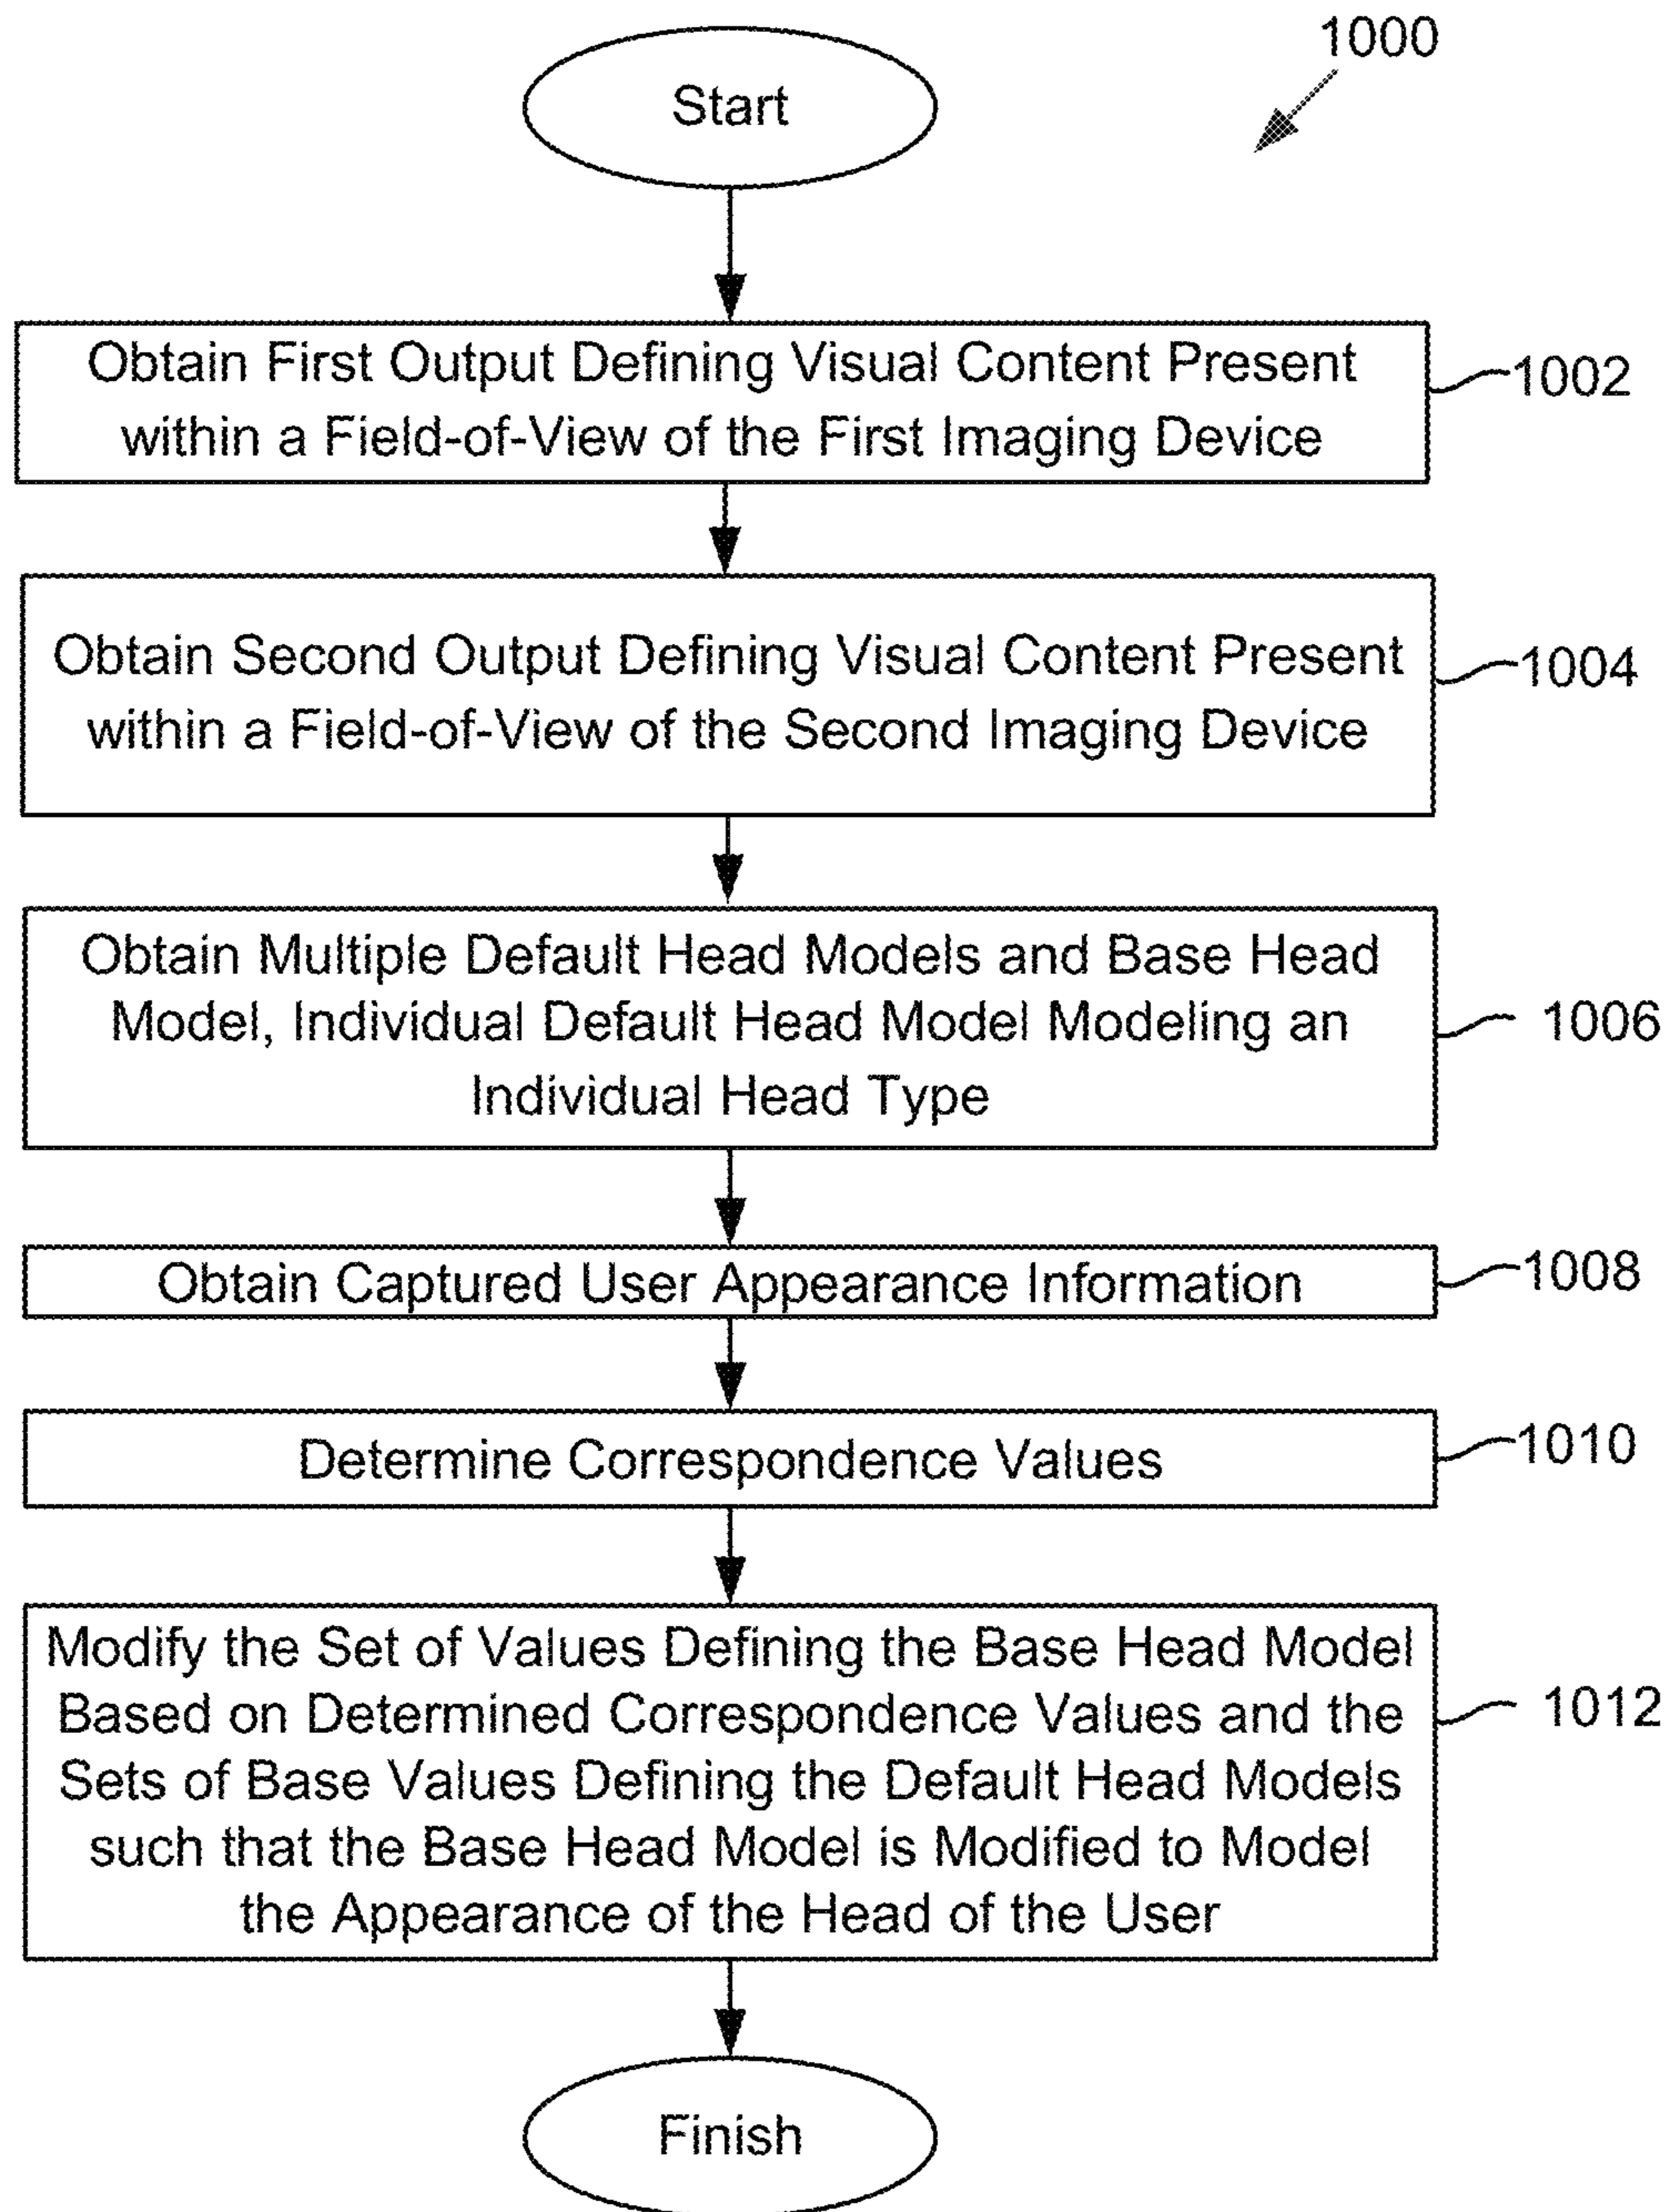 1000
Start
Obtain First Output Defining Visual Content Present
within a Field-of-View of the First Imaging Device
1002
Obtain Second Output Defining Visual Content Present
within a Field-of-View of the Second Imaging Device
1004
Obtain Multiple Default Head Models and Base Head
Model, Individual Default Head Model Modeling an
Individual Head Type
1006
Obtain Captured User Appearance Information
1008
Determine Correspondence Values
1010
Modify the Set of Values Defining the Base Head Model
Based on Determined Correspondence Values and the
Sets of Base Values Defining the Default Head Models
such that the Base Head Model is Modified to Model
the Appearance of the Head of the User
1012
Finish